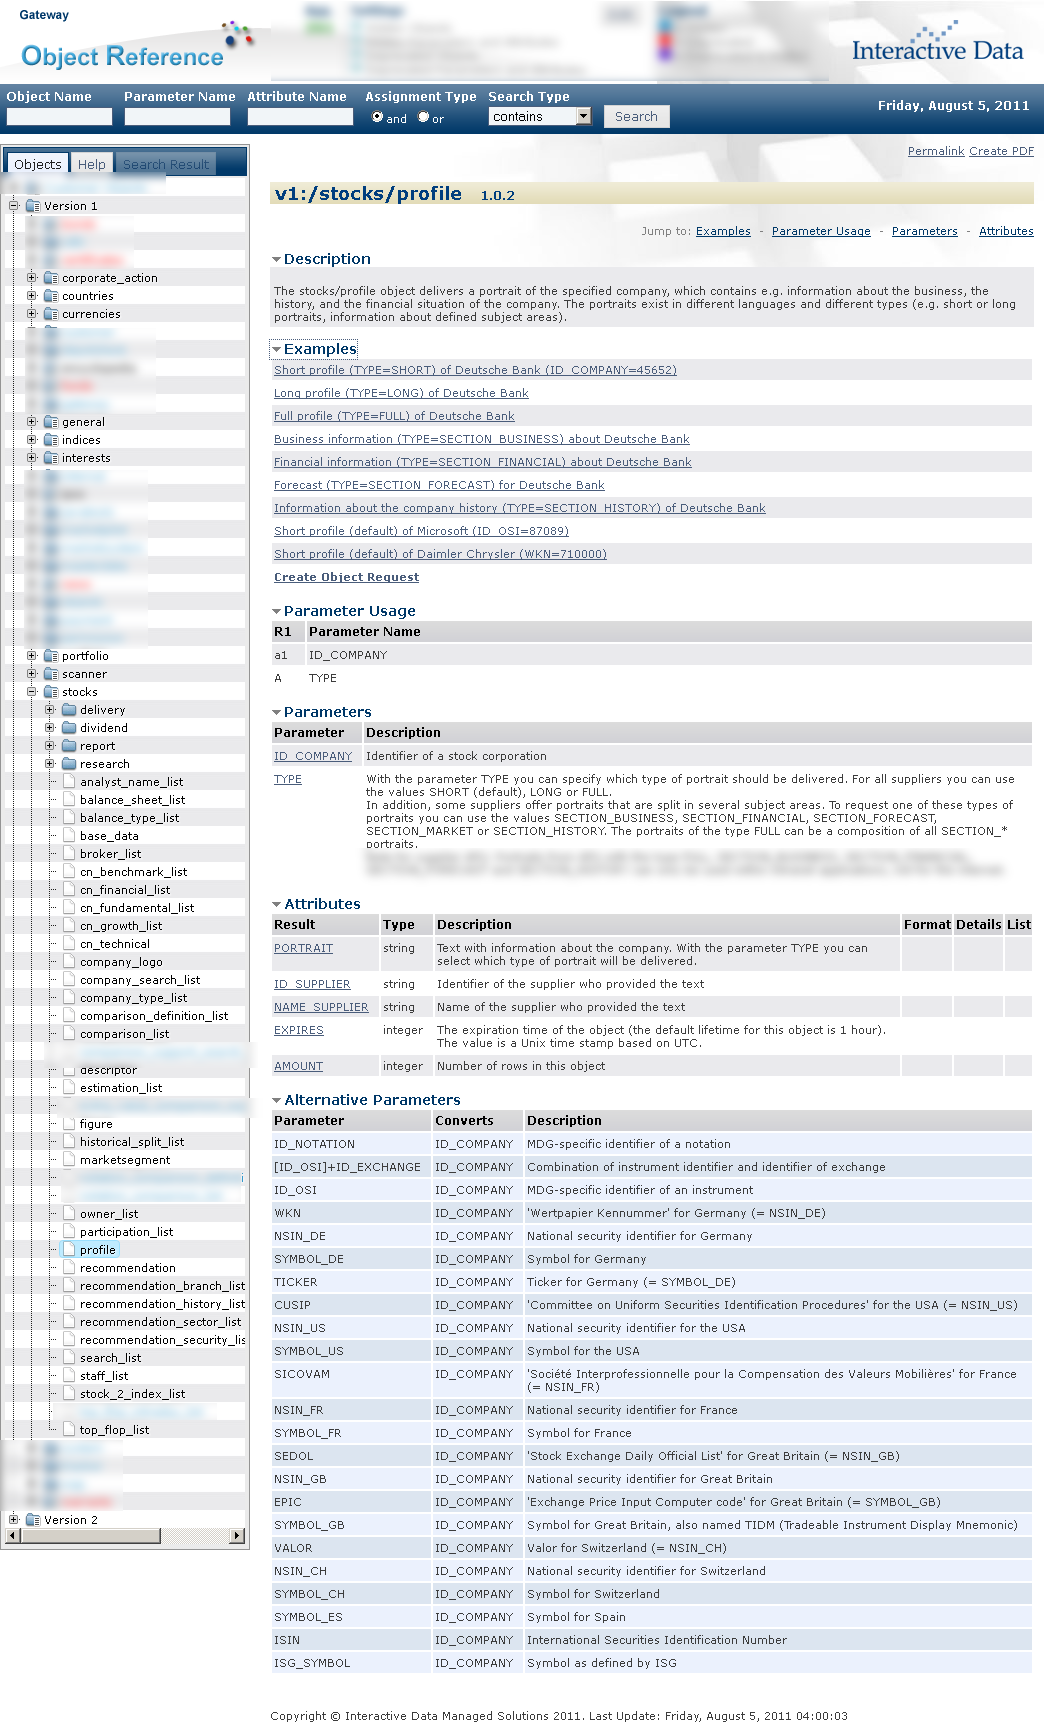 Gateway
Object Reference
Interactive Data
Object Name Parameter Name Attribute Name Assignment Type Search Type
and or contains Search
Friday, August 5, 2011
Objects Help Search Result
Version 1
corporate_action
countries
currencies
general
indices
interests
portfolio
scanner
stocks
delivery
dividend
report
research
analyst_name_list
balance_sheet_list
balance_type_list
base_data
broker_list
cn_benchmark_list
cn_financial_list
cn_fundamental_list
cn_growth_list
cn_technical
company_logo
company_search_list
company_type_list
comparison_definition_list
comparison_list
descriptor
estimation_list
figure
historical_split_list
marketsegment
owner_list
participation_list
profile
recommendation
recommendation_branch_list
recommendation_history_list
recommendation_sector_list
recommendation_security_lis
search_list
staff_list
stock_2_index_list
top_flop_list
Version 2
Permalink Create PDF
v1:/stocks/profile 1.0.2
Jump to: Examples - Parameter Usage - Parameters - Attributes
Description
The stocks/profile object delivers a portrait of the specified company, which contains e.g. information about the business, the
history, and the financial situation of the company. The portraits exist in different languages and different types (e.g. short or long
portraits, information about defined subject areas).
Examples
Short profile (TYPE=SHORT) of Deutsche Bank (ID_COMPANY=45652)
Long profile (TYPE=LONG) of Deutsche Bank
Full profile (TYPE=FULL) of Deutsche Bank
Business information (TYPE=SECTION_BUSINESS) about Deutsche Bank
Financial information (TYPE=SECTION_FINANCIAL) about Deutsche Bank
Forecast (TYPE=SECTION_FORECAST) for Deutsche Bank
Information about the company history (TYPE=SECTION_HISTORY) of Deutsche Bank
Short profile (default) of Microsoft (ID_OSI=87089)
Short profile (default) of Daimler Chrysler (WKN=710000)
Create Object Request
Parameter Usage
R1 Parameter Name
a1 ID_COMPANY
A TYPE
Parameters
Parameter Description
ID_COMPANY Identifier of a stock corporation
TYPE With the parameter TYPE you can specify which type of portrait should be delivered. For all suppliers you can use
the values SHORT (default), LONG or FULL.
In addition, some suppliers offer portraits that are split in several subject areas. To request one of these types of
portraits you can use the values SECTION_BUSINESS, SECTION_FINANCIAL, SECTION_FORECAST,
SECTION_MARKET or SECTION_HISTORY. The portraits of the type FULL can be a composition of all SECTION_*
portraits.
Attributes
Result Type Description Format Details List
PORTRAIT string Text with information about the company. With the parameter TYPE you can
select which type of portrait will be delivered.
ID_SUPPLIER string Identifier of the supplier who provided the text
NAME_SUPPLIER string Name of the supplier who provided the text
EXPIRES integer The expiration time of the object (the default lifetime for this object is 1 hour).
The value is a Unix time stamp based on UTC.
AMOUNT integer Number of rows in this object
Alternative Parameters
Parameter Converts Description
ID_NOTATION ID_COMPANY MDG-specific identifier of a notation
[ID_OSI]+ID_EXCHANGE ID_COMPANY Combination of instrument identifier and identifier of exchange
ID_OSI ID_COMPANY MDG-specific identifier of an instrument
WKN ID_COMPANY 'Wertpapier Kennummer' for Germany (= NSIN_DE)
NSIN_DE ID_COMPANY National security identifier for Germany
SYMBOL_DE ID_COMPANY Symbol for Germany
TICKER ID_COMPANY Ticker for Germany (= SYMBOL_DE)
CUSIP ID_COMPANY 'Committee on Uniform Securities Identification Procedures' for the USA (= NSIN_US)
NSIN_US ID_COMPANY National security identifier for the USA
SYMBOL_US ID_COMPANY Symbol for the USA
SICOVAM ID_COMPANY 'Société Interprofessionnelle pour la Compensation des Valeurs Mobilières' for France
(= NSIN_FR)
NSIN_FR ID_COMPANY National security identifier for France
SYMBOL_FR ID_COMPANY Symbol for France
SEDOL ID_COMPANY 'Stock Exchange Daily Official List' for Great Britain (= NSIN_GB)
NSIN_GB ID_COMPANY National security identifier for Great Britain
EPIC ID_COMPANY 'Exchange Price Input Computer code' for Great Britain (= SYMBOL_GB)
SYMBOL_GB ID_COMPANY Symbol for Great Britain, also named TIDM (Tradeable Instrument Display Mnemonic)
VALOR ID_COMPANY Valor for Switzerland (= NSIN_CH)
NSIN_CH ID_COMPANY National security identifier for Switzerland
SYMBOL_CH ID_COMPANY Symbol for Switzerland
SYMBOL_ES ID_COMPANY Symbol for Spain
ISIN ID_COMPANY International Securities Identification Number
ISG_SYMBOL ID_COMPANY Symbol as defined by ISG
Copyright © Interactive Data Managed Solutions 2011. Last Update: Friday, August 5, 2011 04:00:03